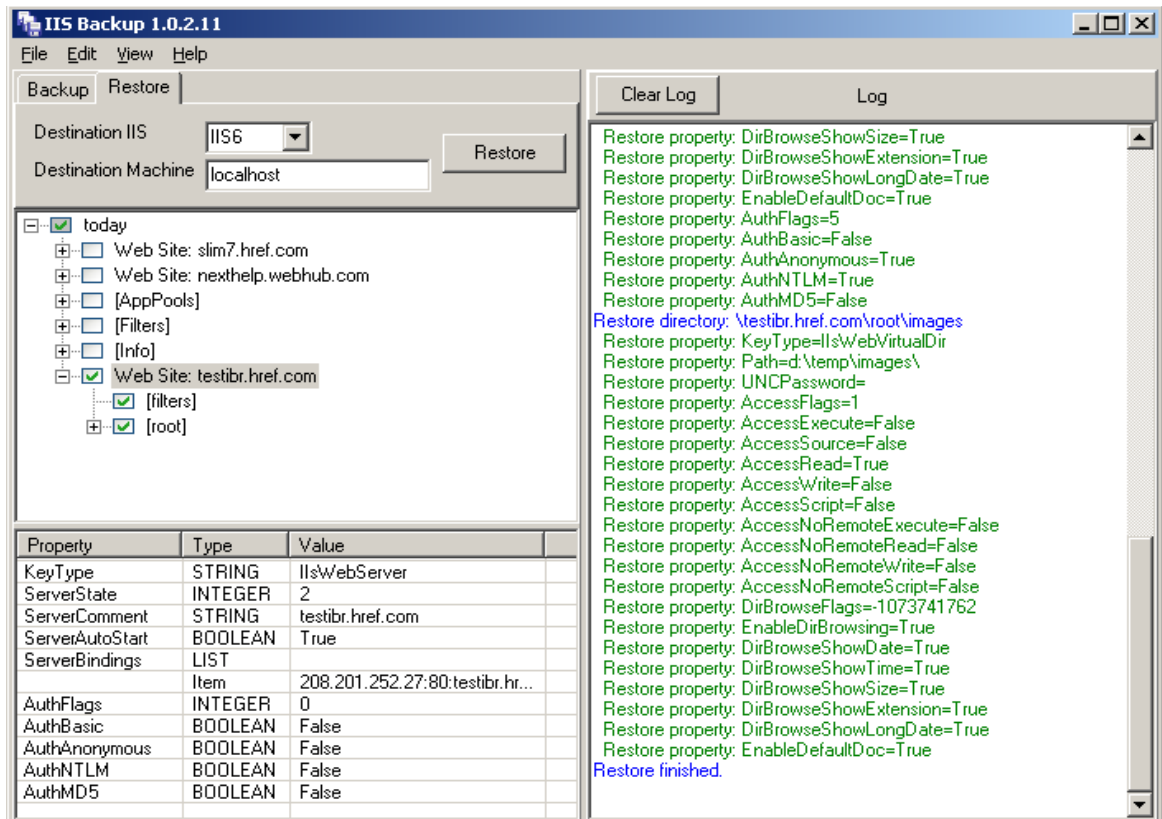 IIS Backup 1.0.2.11
File Edit View Help
Backup Restore
Destination IIS IIS6
Destination Machine localhost
Restore
today
Web Site: slim7.href.com
Web Site: nexthelp.webhub.com
[AppPools]
[Filters]
[Info]
Web Site: testibr.href.com
[filters]
[root]
Property Type Value
KeyType STRING IIsWebServer
ServerState INTEGER 2
ServerComment STRING testibr.href.com
ServerAutoStart BOOLEAN True
ServerBindings LIST
Item 208.201.252.27:80:testibr.hr...
AuthFlags INTEGER 0
AuthBasic BOOLEAN False
AuthAnonymous BOOLEAN False
AuthNTLM BOOLEAN False
AuthMD5 BOOLEAN False
Clear Log Log
Restore property: DirBrowseShowSize=True
Restore property: DirBrowseShowExtension=True
Restore property: DirBrowseShowLongDate=True
Restore property: EnableDefaultDoc=True
Restore property: AuthFlags=5
Restore property: AuthBasic=False
Restore property: AuthAnonymous=True
Restore property: AuthNTLM=True
Restore property: AuthMD5=False
Restore directory: \testibr.href.com\root\images
Restore property: KeyType=IIsWebVirtualDir
Restore property: Path=d:\temp\images\
Restore property: UNCPassword=
Restore property: AccessFlags=1
Restore property: AccessExecute=False
Restore property: AccessSource=False
Restore property: AccessRead=True
Restore property: AccessWrite=False
Restore property: AccessScript=False
Restore property: AccessNoRemoteExecute=False
Restore property: AccessNoRemoteRead=False
Restore property: AccessNoRemoteWrite=False
Restore property: AccessNoRemoteScript=False
Restore property: DirBrowseFlags=-1073741762
Restore property: EnableDirBrowsing=True
Restore property: DirBrowseShowDate=True
Restore property: DirBrowseShowTime=True
Restore property: DirBrowseShowSize=True
Restore property: DirBrowseShowExtension=True
Restore property: DirBrowseShowLongDate=True
Restore property: EnableDefaultDoc=True
Restore finished.